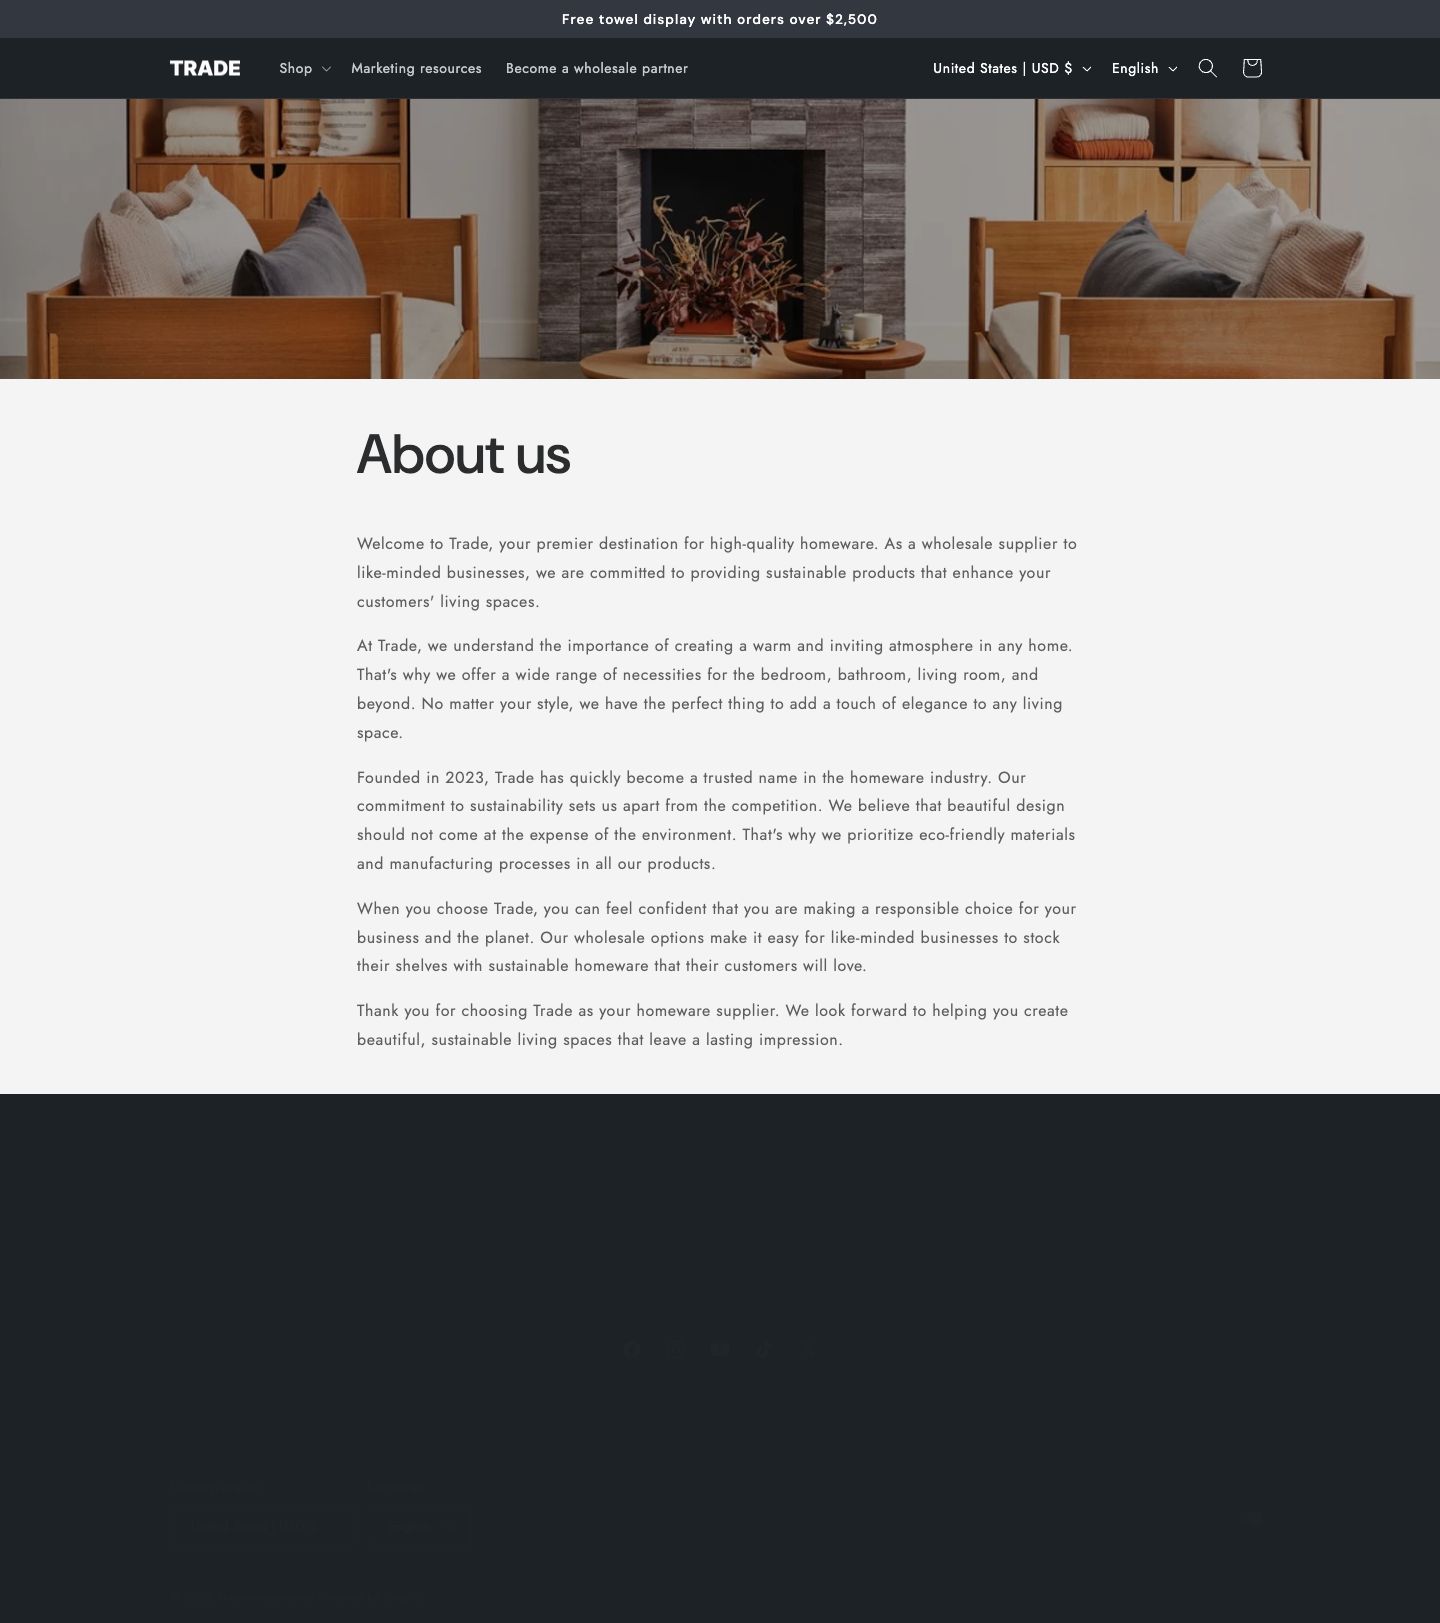 Free towel display with orders over $2,500
TRADE
Shop
Marketing resources
Become a wholesale partner
United States | USD $
English
About us
Welcome to Trade, your premier destination for high-quality homeware. As a wholesale supplier to
like-minded businesses, we are committed to providing sustainable products that enhance your
customers' living spaces.
At Trade, we understand the importance of creating a warm and inviting atmosphere in any home.
That's why we offer a wide range of necessities for the bedroom, bathroom, living room, and
beyond. No matter your style, we have the perfect thing to add a touch of elegance to any living
space.
Founded in 2023, Trade has quickly become a trusted name in the homeware industry. Our
commitment to sustainability sets us apart from the competition. We believe that beautiful design
should not come at the expense of the environment. That's why we prioritize eco-friendly materials
and manufacturing processes in all our products.
When you choose Trade, you can feel confident that you are making a responsible choice for your
business and the planet. Our wholesale options make it easy for like-minded businesses to stock
their shelves with sustainable homeware that their customers will love.
Thank you for choosing Trade as your homeware supplier. We look forward to helping you create
beautiful, sustainable living spaces that leave a lasting impression.